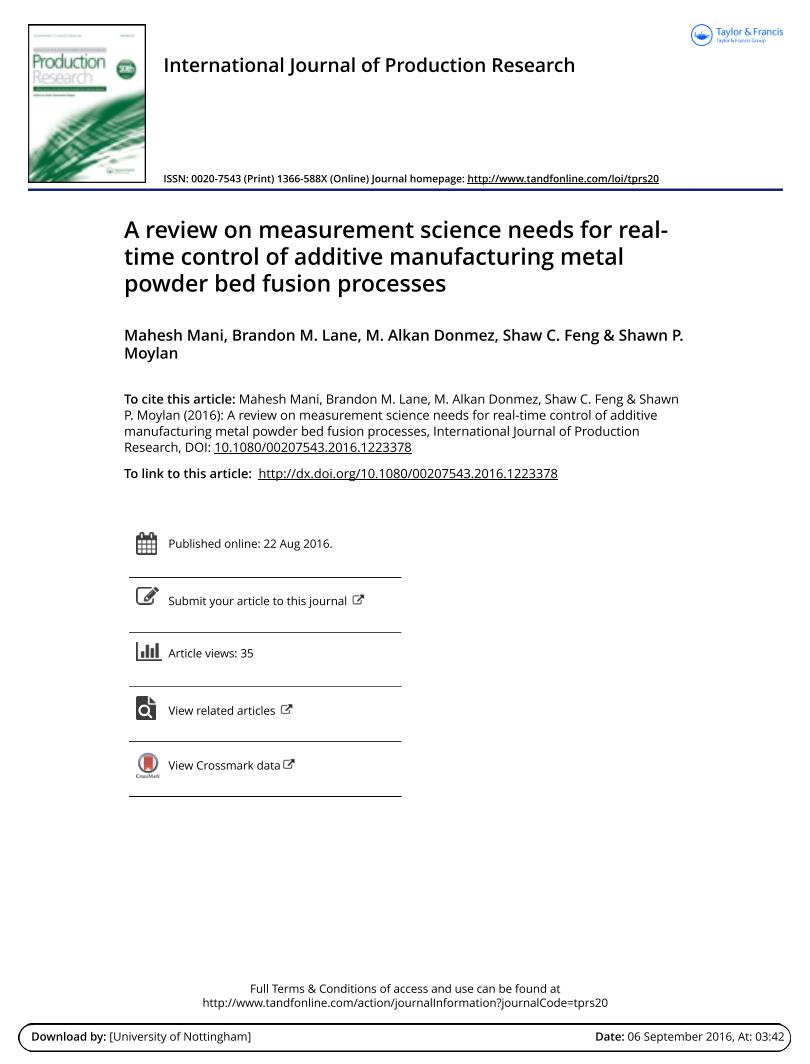 Production
Research
Taylor & Francis
Taylor & Francis Group
International Journal of Production Research
ISSN: 0020-7543 (Print) 1366-588X (Online) Journal homepage: http://www.tandfonline.com/loi/tprs20
A review on measurement science needs for real-
time control of additive manufacturing metal
powder bed fusion processes
Mahesh Mani, Brandon M. Lane, M. Alkan Donmez, Shaw C. Feng & Shawn P.
Moylan
To cite this article: Mahesh Mani, Brandon M. Lane, M. Alkan Donmez, Shaw C. Feng & Shawn
P. Moylan (2016): A review on measurement science needs for real-time control of additive
manufacturing metal powder bed fusion processes, International Journal of Production
Research, DOI: 10.1080/00207543.2016.1223378
To link to this article: http://dx.doi.org/10.1080/00207543.2016.1223378
Published online: 22 Aug 2016.
Submit your article to this journal
Article views: 35
View related articles
CrossMark
View Crossmark data
Full Terms & Conditions of access and use can be found at
http://www.tandfonline.com/action/journalInformation?journalCode=tprs20
Download by: [University of Nottingham]
Date: 06 September 2016, At: 03:42